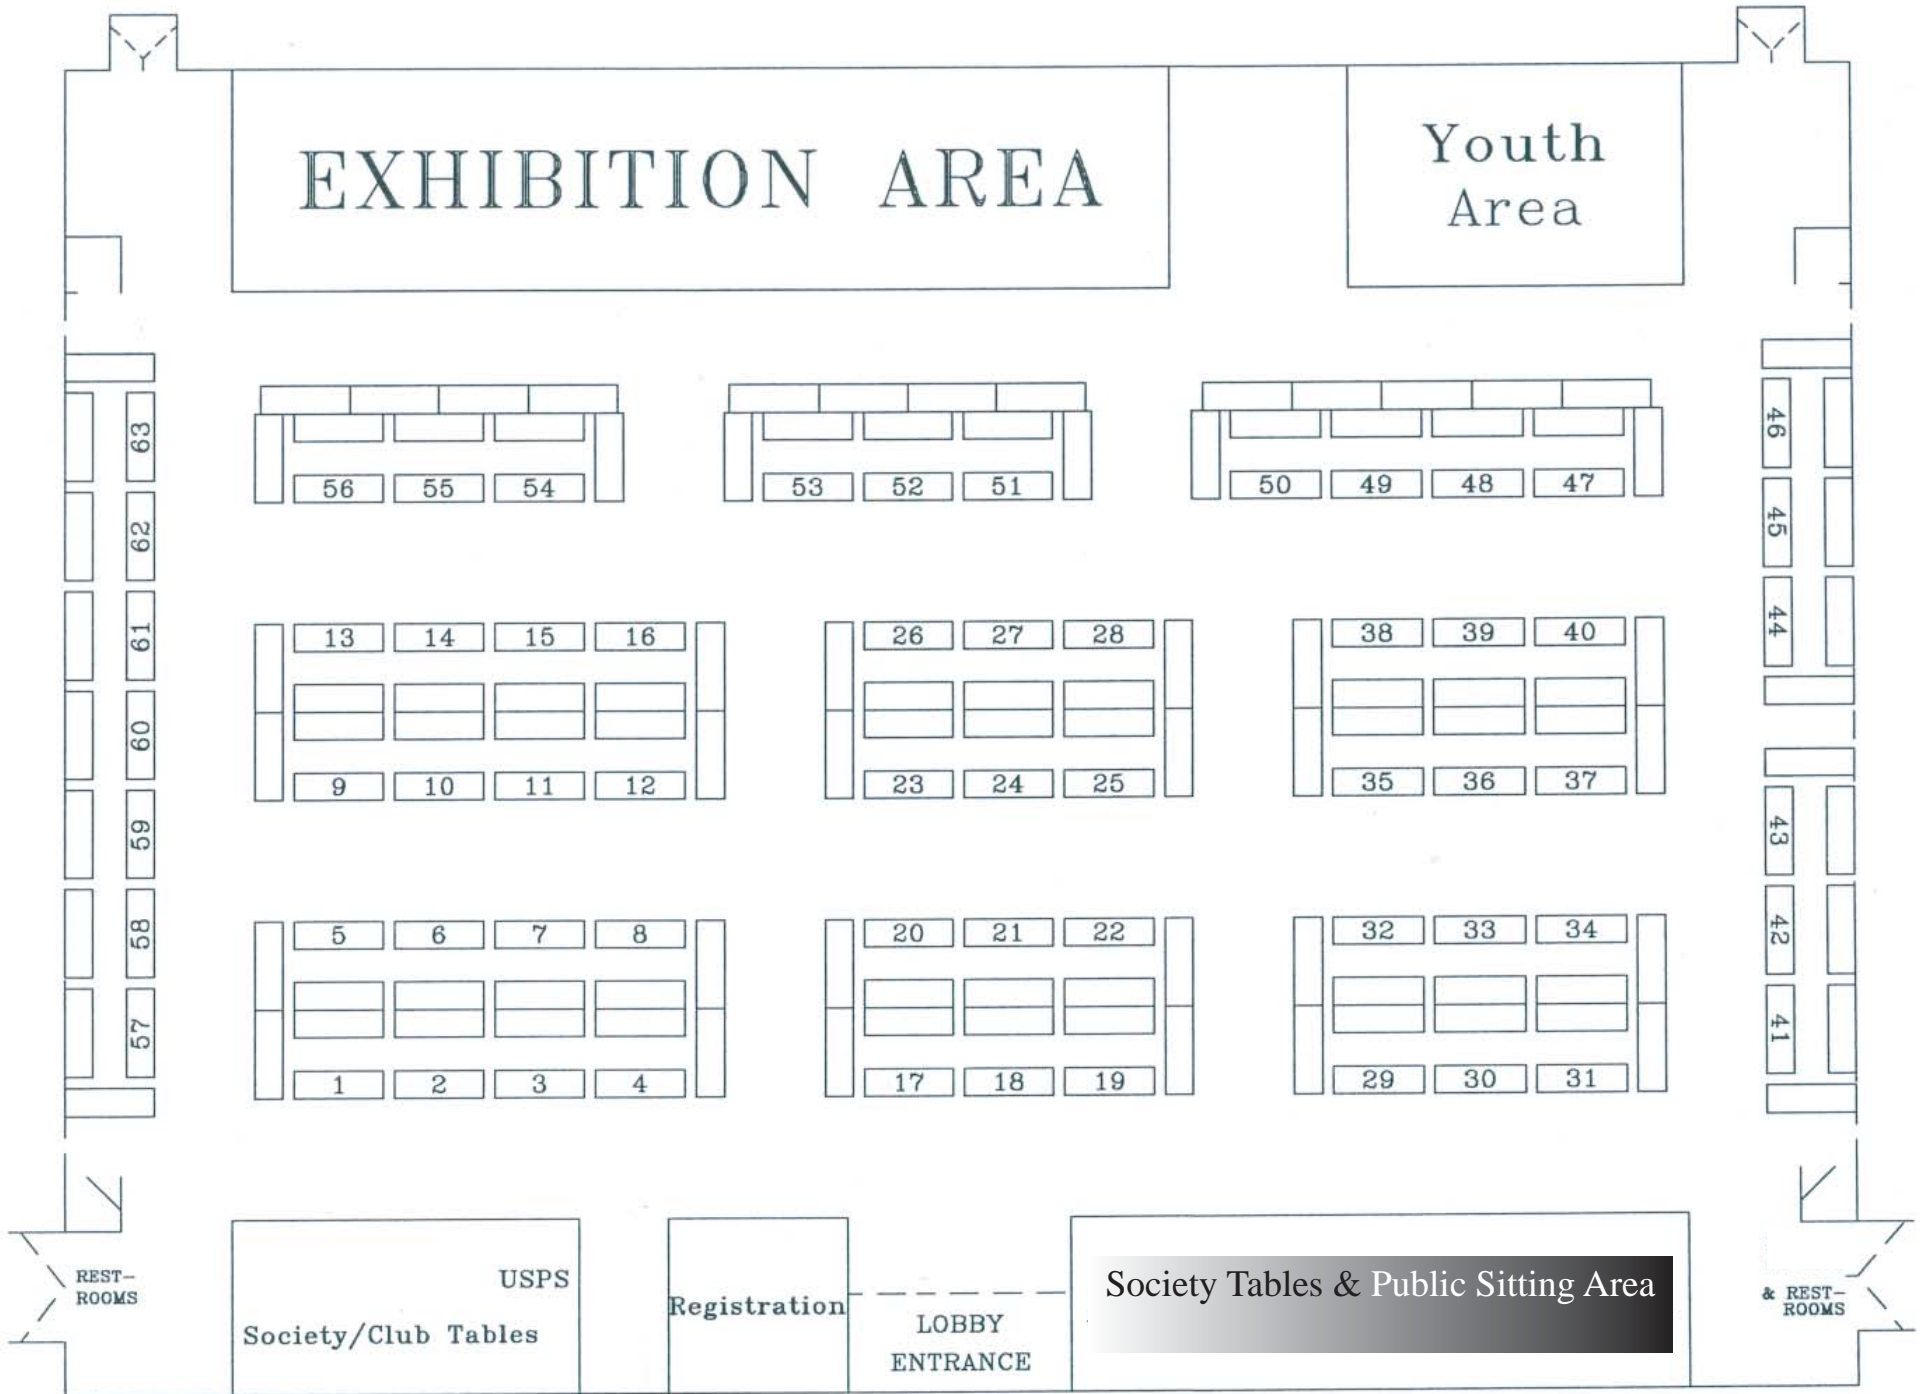 EXHIBITION AREA
Youth
Area
63
62
61
60
59
58
57
56 55 54
53 52 51
50 49 48 47
46
45
44
43
42
41
13 14 15 16
26 27 28
38 39 40
9 10 11 12
23 24 25
35 36 37
5 6 7 8
20 21 22
32 33 34
1 2 3 4
17 18 19
29 30 31
REST-
ROOMS
USPS
Society/Club Tables
Registration
LOBBY
ENTRANCE
Society Tables & Public Sitting Area
& REST-
ROOMS